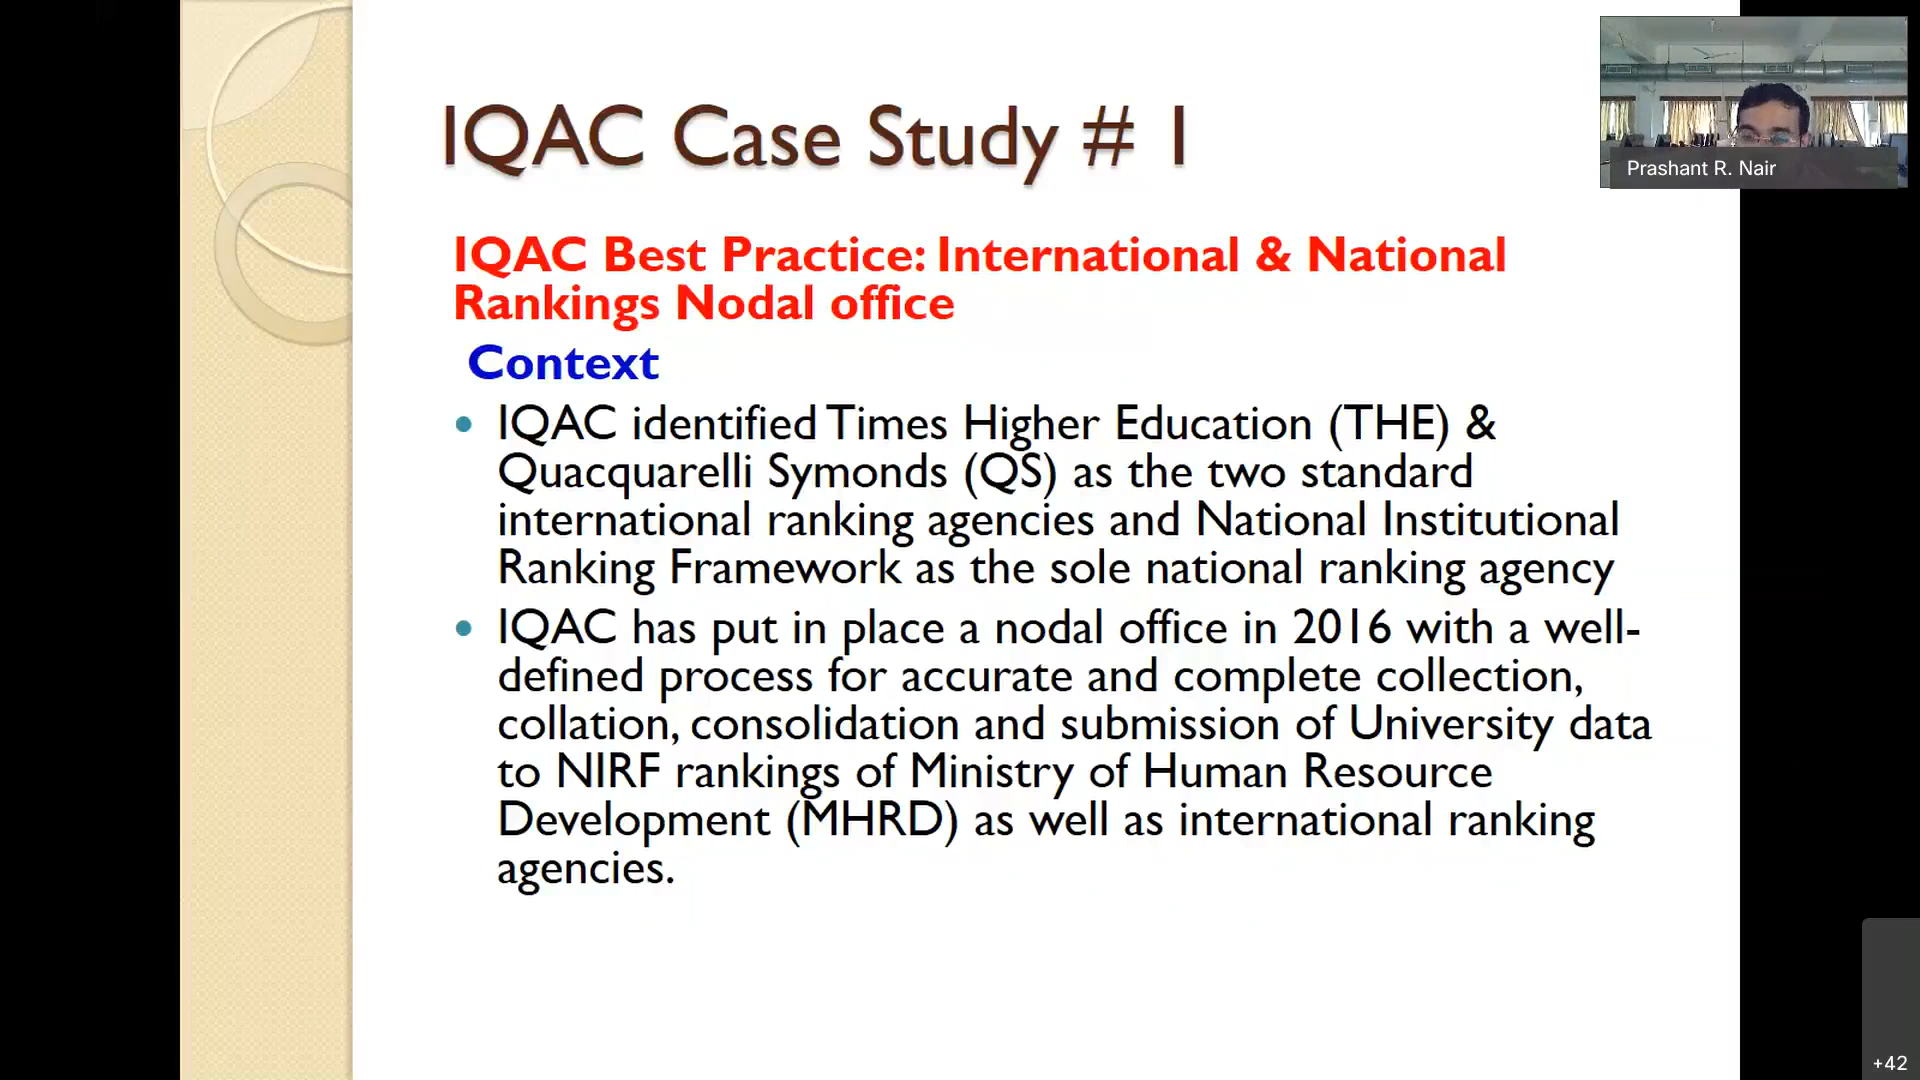 IQAC Case Study # 1
Prashant R. Nair
IQAC Best Practice: International & National
Rankings Nodal office
Context
• IQAC identified Times Higher Education (THE) &
Quacquarelli Symonds (QS) as the two standard
international ranking agencies and National Institutional
Ranking Framework as the sole national ranking agency
• IQAC has put in place a nodal office in 2016 with a well-
defined process for accurate and complete collection,
collation, consolidation and submission of University data
to NIRF rankings of Ministry of Human Resource
Development (MHRD) as well as international ranking
agencies.
+42